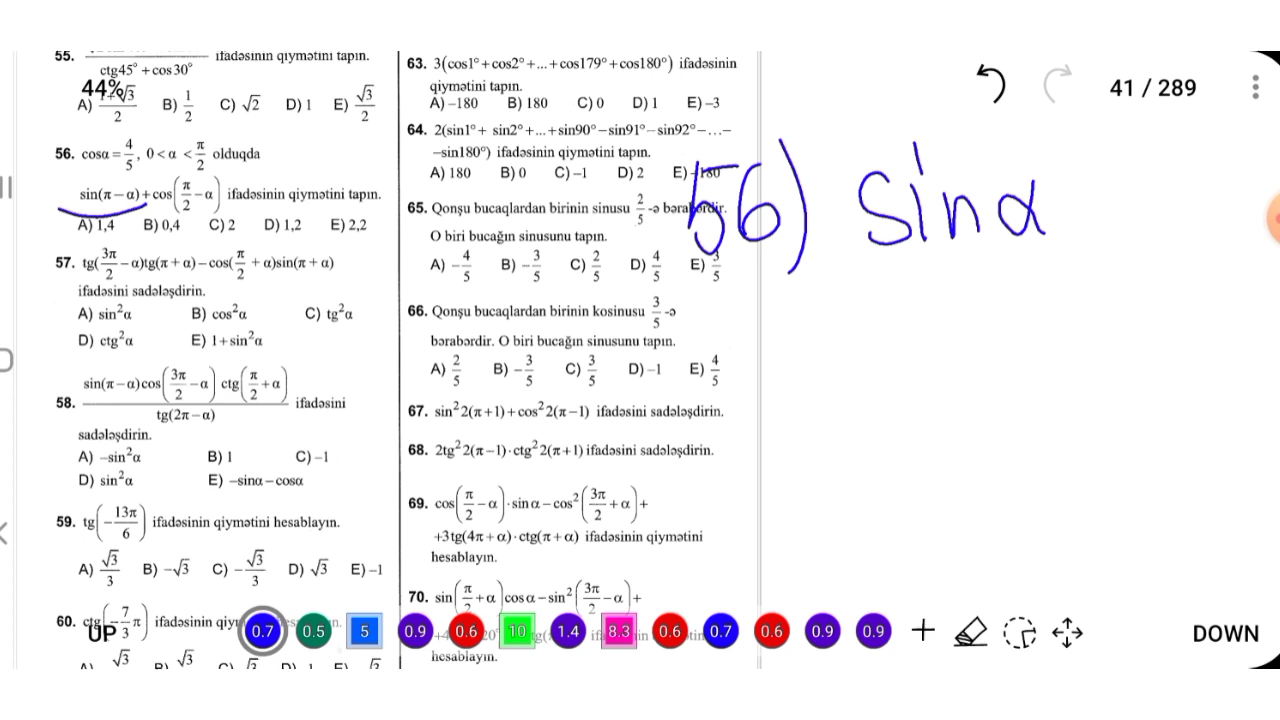 55. ifadəsinin qiymətini tapın.
ctg45° + cos30°
44%
A) 1+√3/2 B) 1/2 C) √2 D) 1 E) √3/2
56. cosα = 4/5, 0 < α < π/2 olduqda
sin(π−α)+cos(π/2−α) ifadəsinin qiymətini tapın.
A) 1,4 B) 0,4 C) 2 D) 1,2 E) 2,2
57. tg(3π/2−α)tg(π+α)−cos(π/2+α)sin(π+α)
ifadəsini sadələşdirin.
A) sin²α B) cos²α C) tg²α
D) ctg²α E) 1+sin²α
58. sin(π−α)cos(3π/2−α) ctg(π/2+α) / tg(2π−α) ifadəsini
sadələşdirin.
A) −sin²α B) 1 C) −1
D) sin²α E) −sinα−cosα
59. tg(−13π/6) ifadəsinin qiymətini hesablayın.
A) √3/3 B) −√3 C) −√3/3 D) √3 E) −1
60. ctg(−7/3π) ifadəsinin
63. 3(cos1°+cos2°+...+cos179°+cos180°) ifadəsinin
qiymətini tapın.
A) −180 B) 180 C) 0 D) 1 E) −3
64. 2(sin1°+ sin2°+...+sin90°−sin91°−sin92°−...−
−sin180°) ifadəsinin qiymətini tapın.
A) 180 B) 0 C) −1 D) 2 E) −180
65. Qonşu bucaqlardan birinin sinusu 2/5 -ə bərabərdir.
O biri bucağın sinusunu tapın.
A) −4/5 B) −3/5 C) 2/5 D) 4/5 E) 3/5
66. Qonşu bucaqlardan birinin kosinusu 3/5 -ə
bərabərdir. O biri bucağın sinusunu tapın.
A) 2/5 B) −3/5 C) 3/5 D) −1 E) 4/5
67. sin²2(π+1)+cos²2(π−1) ifadəsini sadələşdirin.
68. 2tg²2(π−1)·ctg²2(π+1) ifadəsini sadələşdirin.
69. cos(π/2−α)·sinα−cos²(3π/2+α)+
+3tg(4π+α)·ctg(π+α) ifadəsinin qiymətini
hesablayın.
70. sin(π/2+α)cosα−sin²(3π/2−α)+
hesablayın.
56) sinα
41 / 289
UP 0.7 0.5 5 0.9 0.6 10 1.4 8.3 0.6 0.7 0.6 0.9 0.9 + DOWN